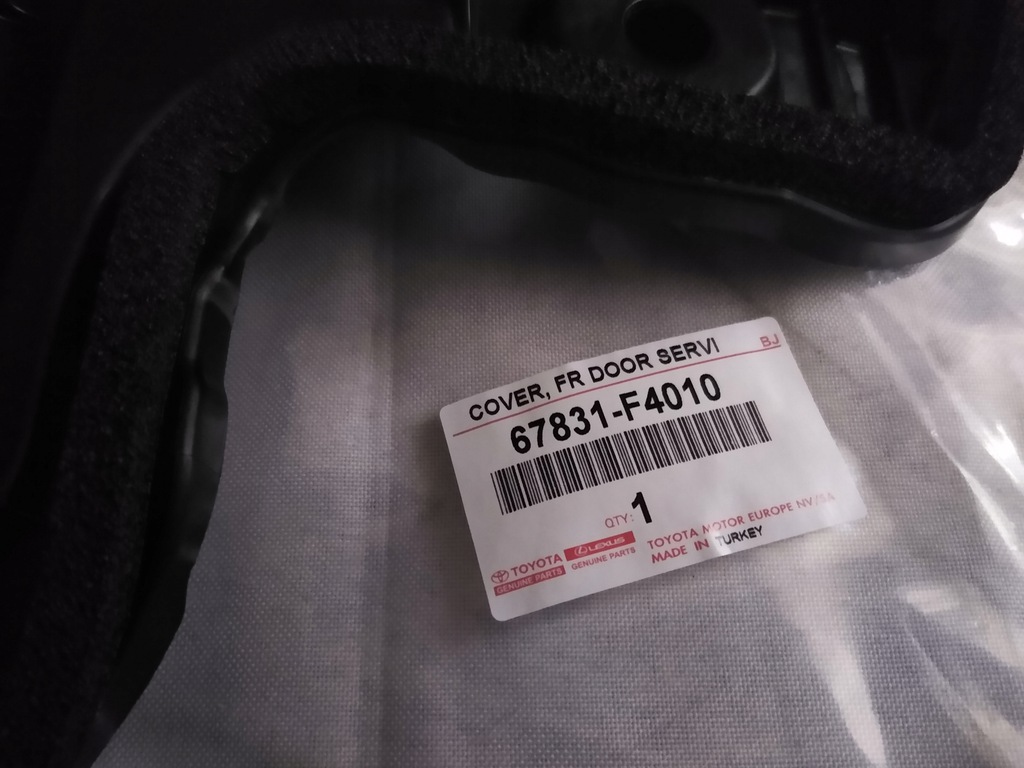 COVER, FR DOOR SERVI BJ
67831-F4010
QTY: 1
TOYOTA
GENUINE PARTS
LEXUS
GENUINE PARTS
TOYOTA MOTOR EUROPE NV/SA
MADE IN TURKEY